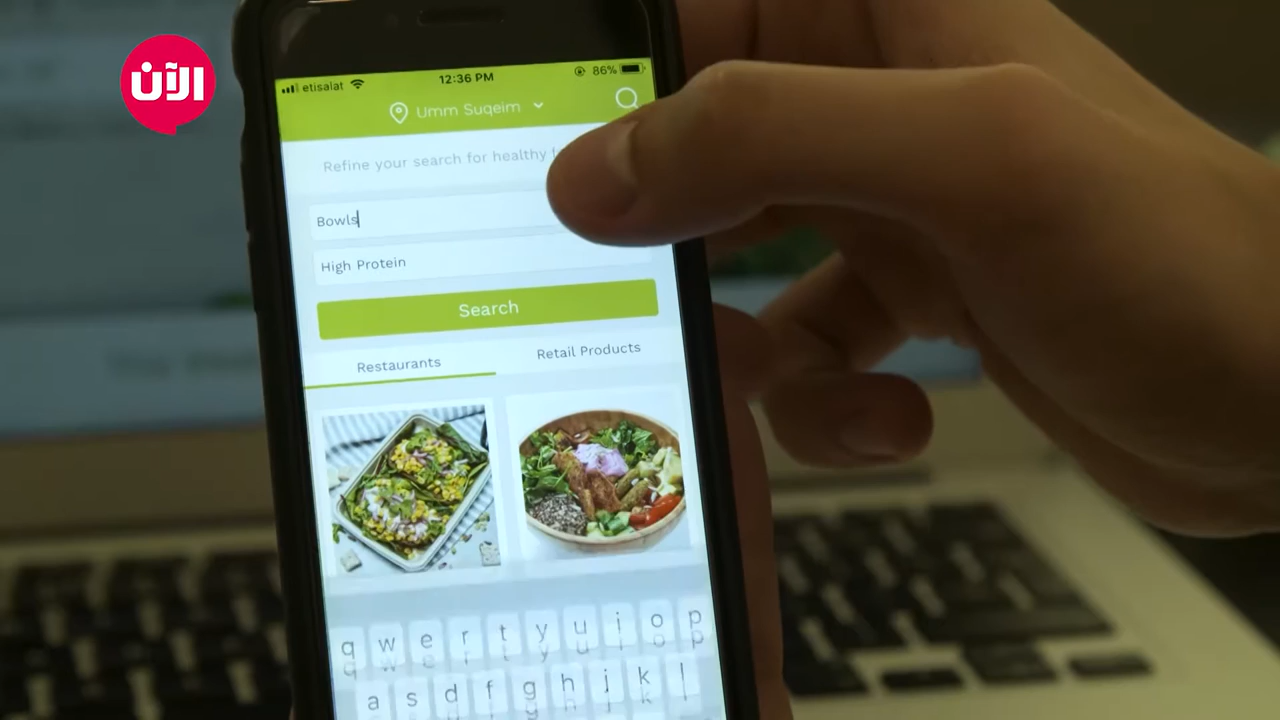 الآن
etisalat 12:36 PM 86%
Umm Suqeim
Refine your search for healthy
Bowls
High Protein
Search
Restaurants Retail Products
q w e r t y u i o p
a s d f g h j k l